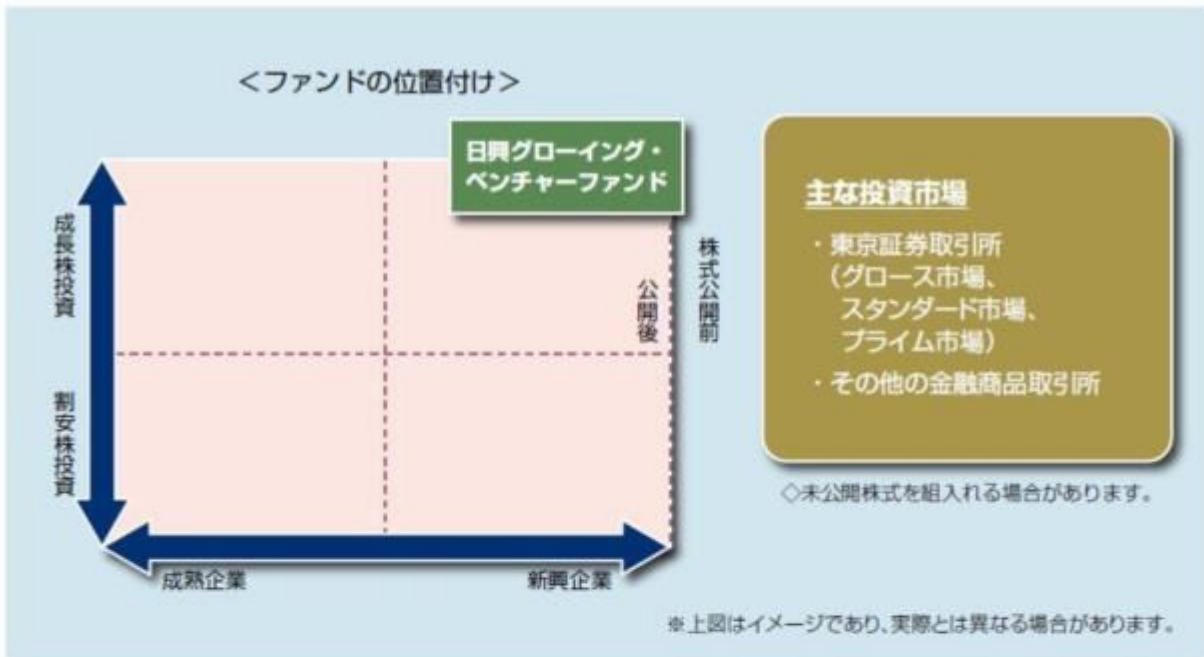 ＜ファンドの位置付け＞
日興グローイング・
ベンチャーファンド
成長株投資
割安株投資
公開後
株式公開前
成熟企業
新興企業
主な投資市場
・東京証券取引所
（グロース市場、
スタンダード市場、
プライム市場）
・その他の金融商品取引所
◇未公開株式を組入れる場合があります。
※上図はイメージであり、実際とは異なる場合があります。